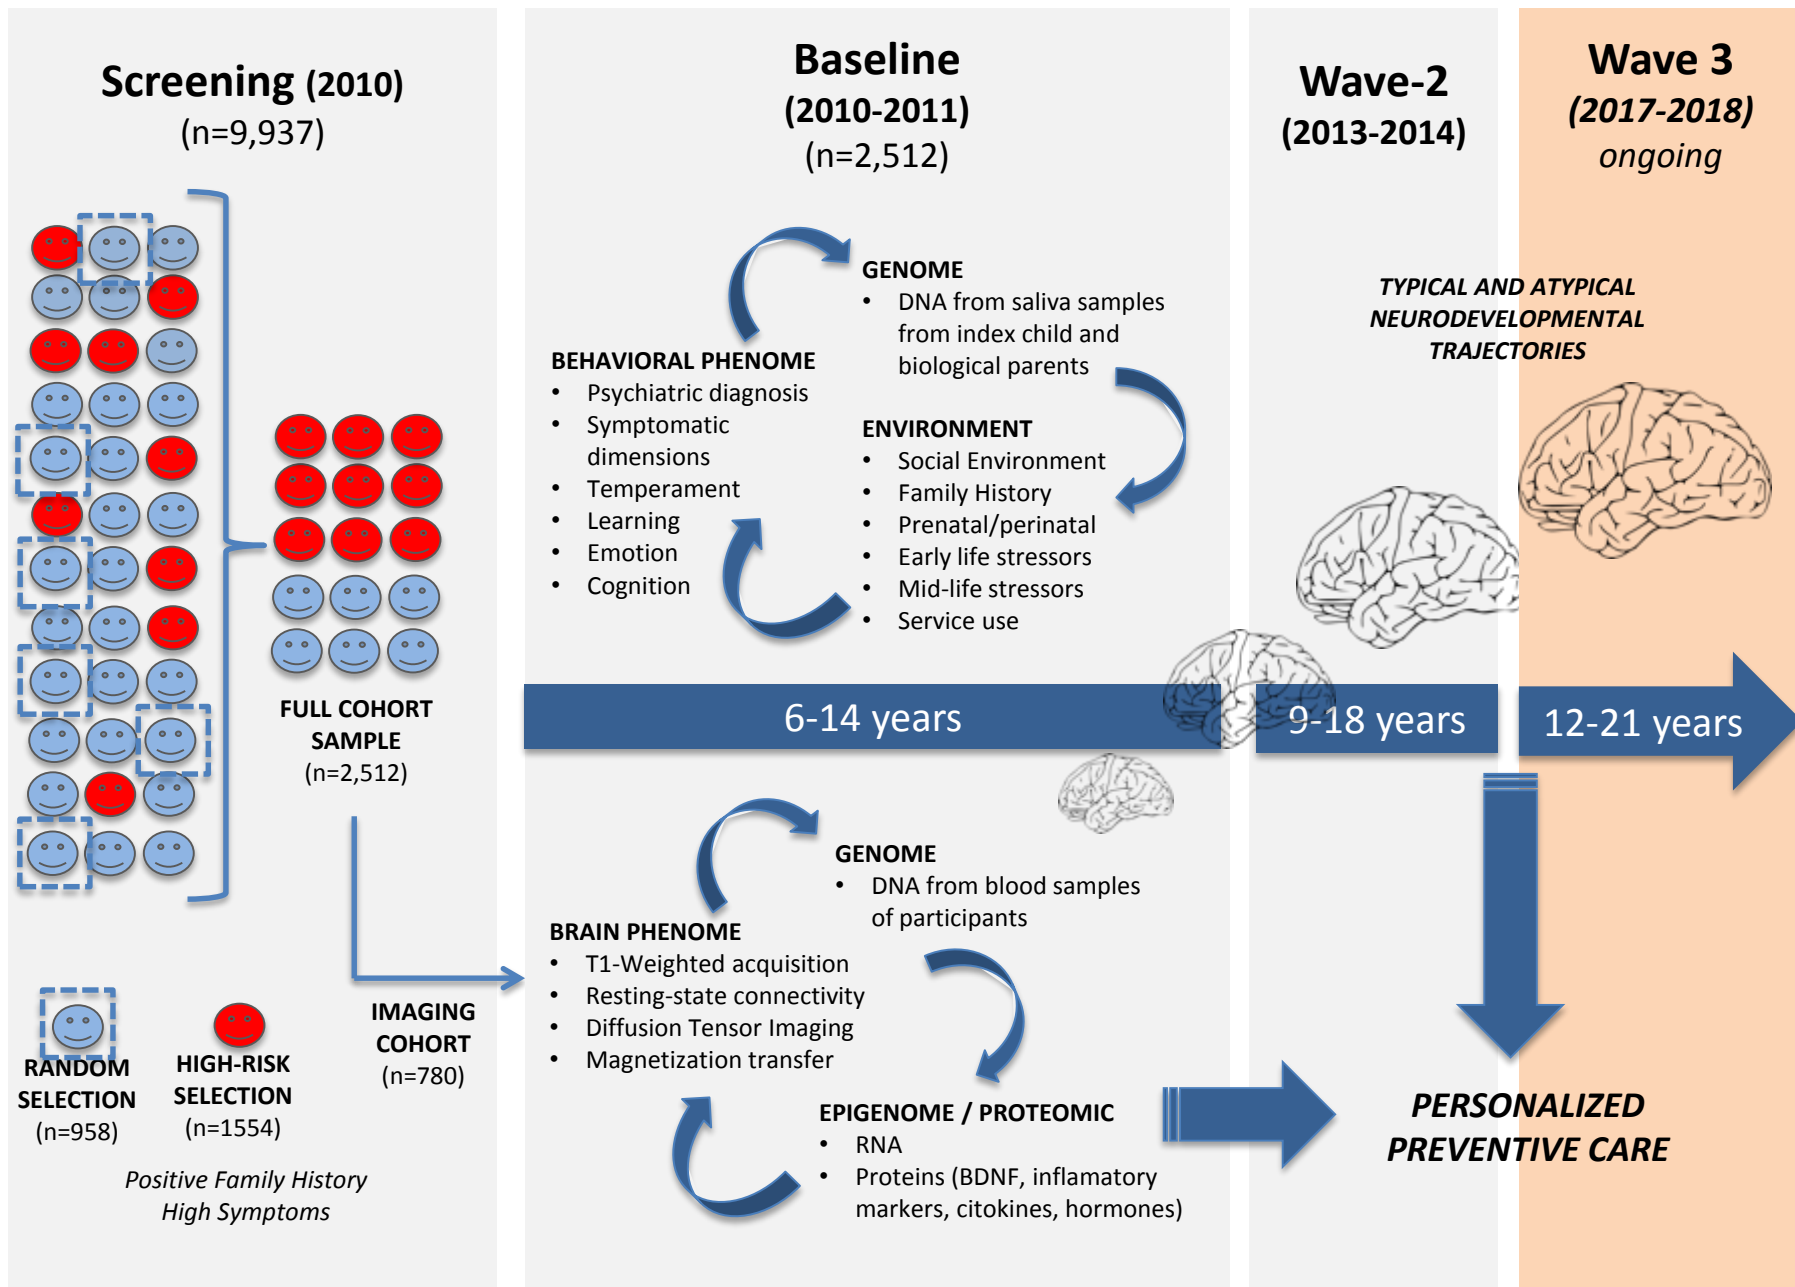 Screening (2010)
(n=9,937)
FULL COHORT
SAMPLE
(n=2,512)
RANDOM
SELECTION
(n=958)
HIGH-RISK
SELECTION
(n=1554)
Positive Family History
High Symptoms
IMAGING
COHORT
(n=780)
Baseline
(2010-2011)
(n=2,512)
BEHAVIORAL PHENOME
• Psychiatric diagnosis
• Symptomatic
dimensions
• Temperament
• Learning
• Emotion
• Cognition
GENOME
• DNA from saliva samples
from index child and
biological parents
ENVIRONMENT
• Social Environment
• Family History
• Prenatal/perinatal
• Early life stressors
• Mid-life stressors
• Service use
6-14 years
BRAIN PHENOME
• T1-Weighted acquisition
• Resting-state connectivity
• Diffusion Tensor Imaging
• Magnetization transfer
GENOME
• DNA from blood samples
of participants
EPIGENOME / PROTEOMIC
• RNA
• Proteins (BDNF, inflamatory
markers, citokines, hormones)
Wave-2
(2013-2014)
Wave 3
(2017-2018)
ongoing
TYPICAL AND ATYPICAL
NEURODEVELOPMENTAL
TRAJECTORIES
9-18 years
12-21 years
PERSONALIZED
PREVENTIVE CARE